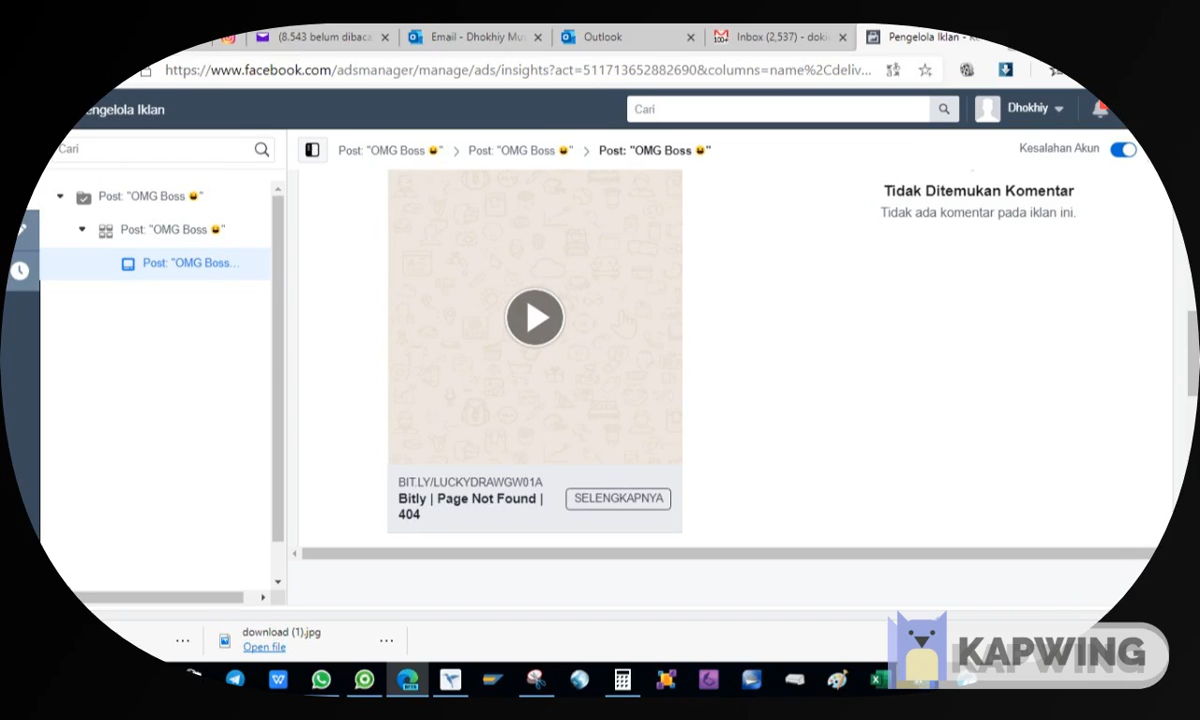 (8.543 belum dibaca
Email - Dhokhiy
Outlook
Inbox (2,537) - doki
Pengelola Iklan -
https://www.facebook.com/adsmanager/manage/ads/insights?act=511713652882690&columns=name%2Cdeliv...
engelola Iklan
Cari
Dhokhiy
Cari
Post: "OMG Boss 😀" > Post: "OMG Boss 😀" > Post: "OMG Boss 😀"
Kesalahan Akun
Post: "OMG Boss 😀"
Post: "OMG Boss 😀"
Post: "OMG Boss...
Tidak Ditemukan Komentar
Tidak ada komentar pada iklan ini.
BIT.LY/LUCKYDRAWGW01A
Bitly | Page Not Found |
404
SELENGKAPNYA
download (1).jpg
Open file
KAPWING